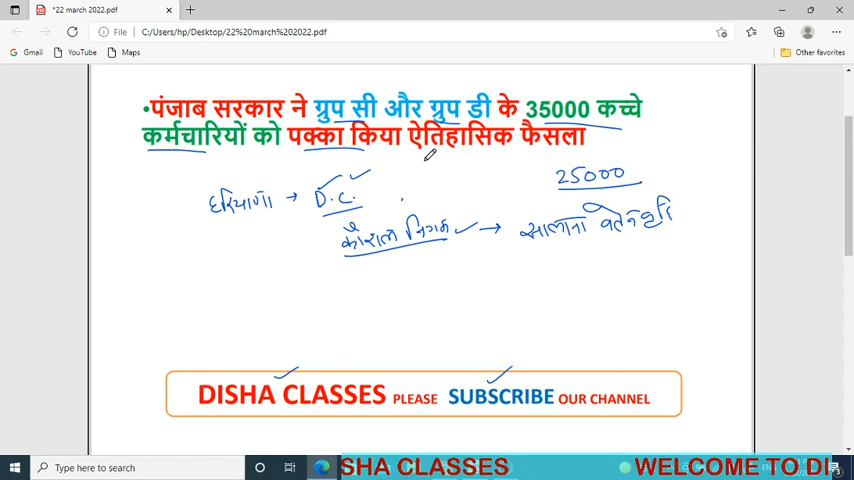 *22 march 2022.pdf
File
C:/Users/hp/Desktop/22%20march%202022.pdf
Gmail YouTube Maps Other favorites
•पंजाब सरकार ने ग्रुप सी और ग्रुप डी के 35000 कच्चे
कर्मचारियों को पक्का किया ऐतिहासिक फैसला
25000
हरियाणा → D.C.
कौशल निगम → सालाना वेतन वृद्धि
DISHA CLASSES PLEASE SUBSCRIBE OUR CHANNEL
Type here to search
SHA CLASSES WELCOME TO DI